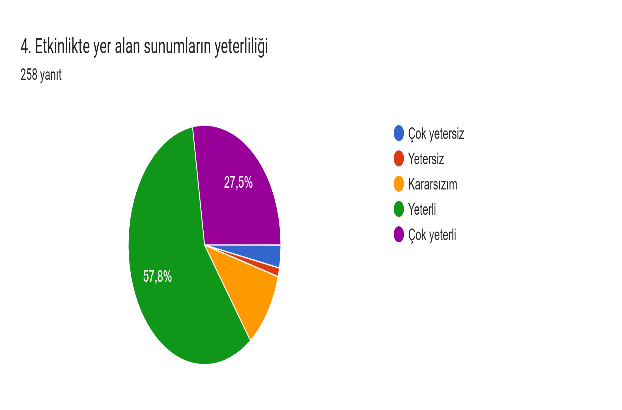 4. Etkinlikte yer alan sunumların yeterliliği
258 yanıt
Çok yetersiz
Yetersiz
Kararsızım
Yeterli
Çok yeterli
27,5%
57,8%